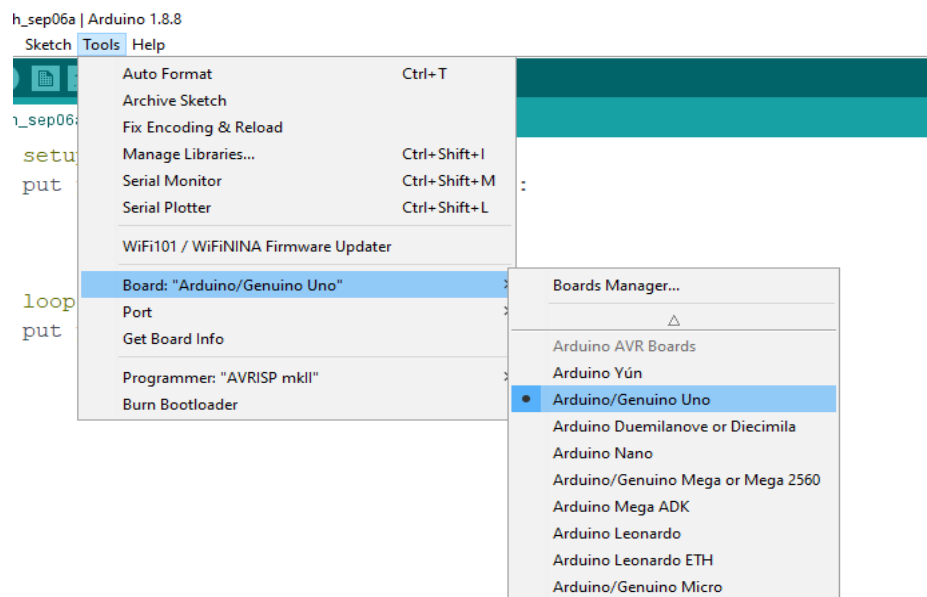 h_sep06a | Arduino 1.8.8
Sketch Tools Help
Auto Format Ctrl+T
Archive Sketch
Fix Encoding & Reload
Manage Libraries... Ctrl+Shift+I
Serial Monitor Ctrl+Shift+M
Serial Plotter Ctrl+Shift+L
WiFi101 / WiFiNINA Firmware Updater
Board: "Arduino/Genuino Uno"
Port
Get Board Info
Programmer: "AVRISP mkII"
Burn Bootloader
h_sep06a
setu
put :
loop
put
Boards Manager...
Arduino AVR Boards
Arduino Yún
Arduino/Genuino Uno
Arduino Duemilanove or Diecimila
Arduino Nano
Arduino/Genuino Mega or Mega 2560
Arduino Mega ADK
Arduino Leonardo
Arduino Leonardo ETH
Arduino/Genuino Micro